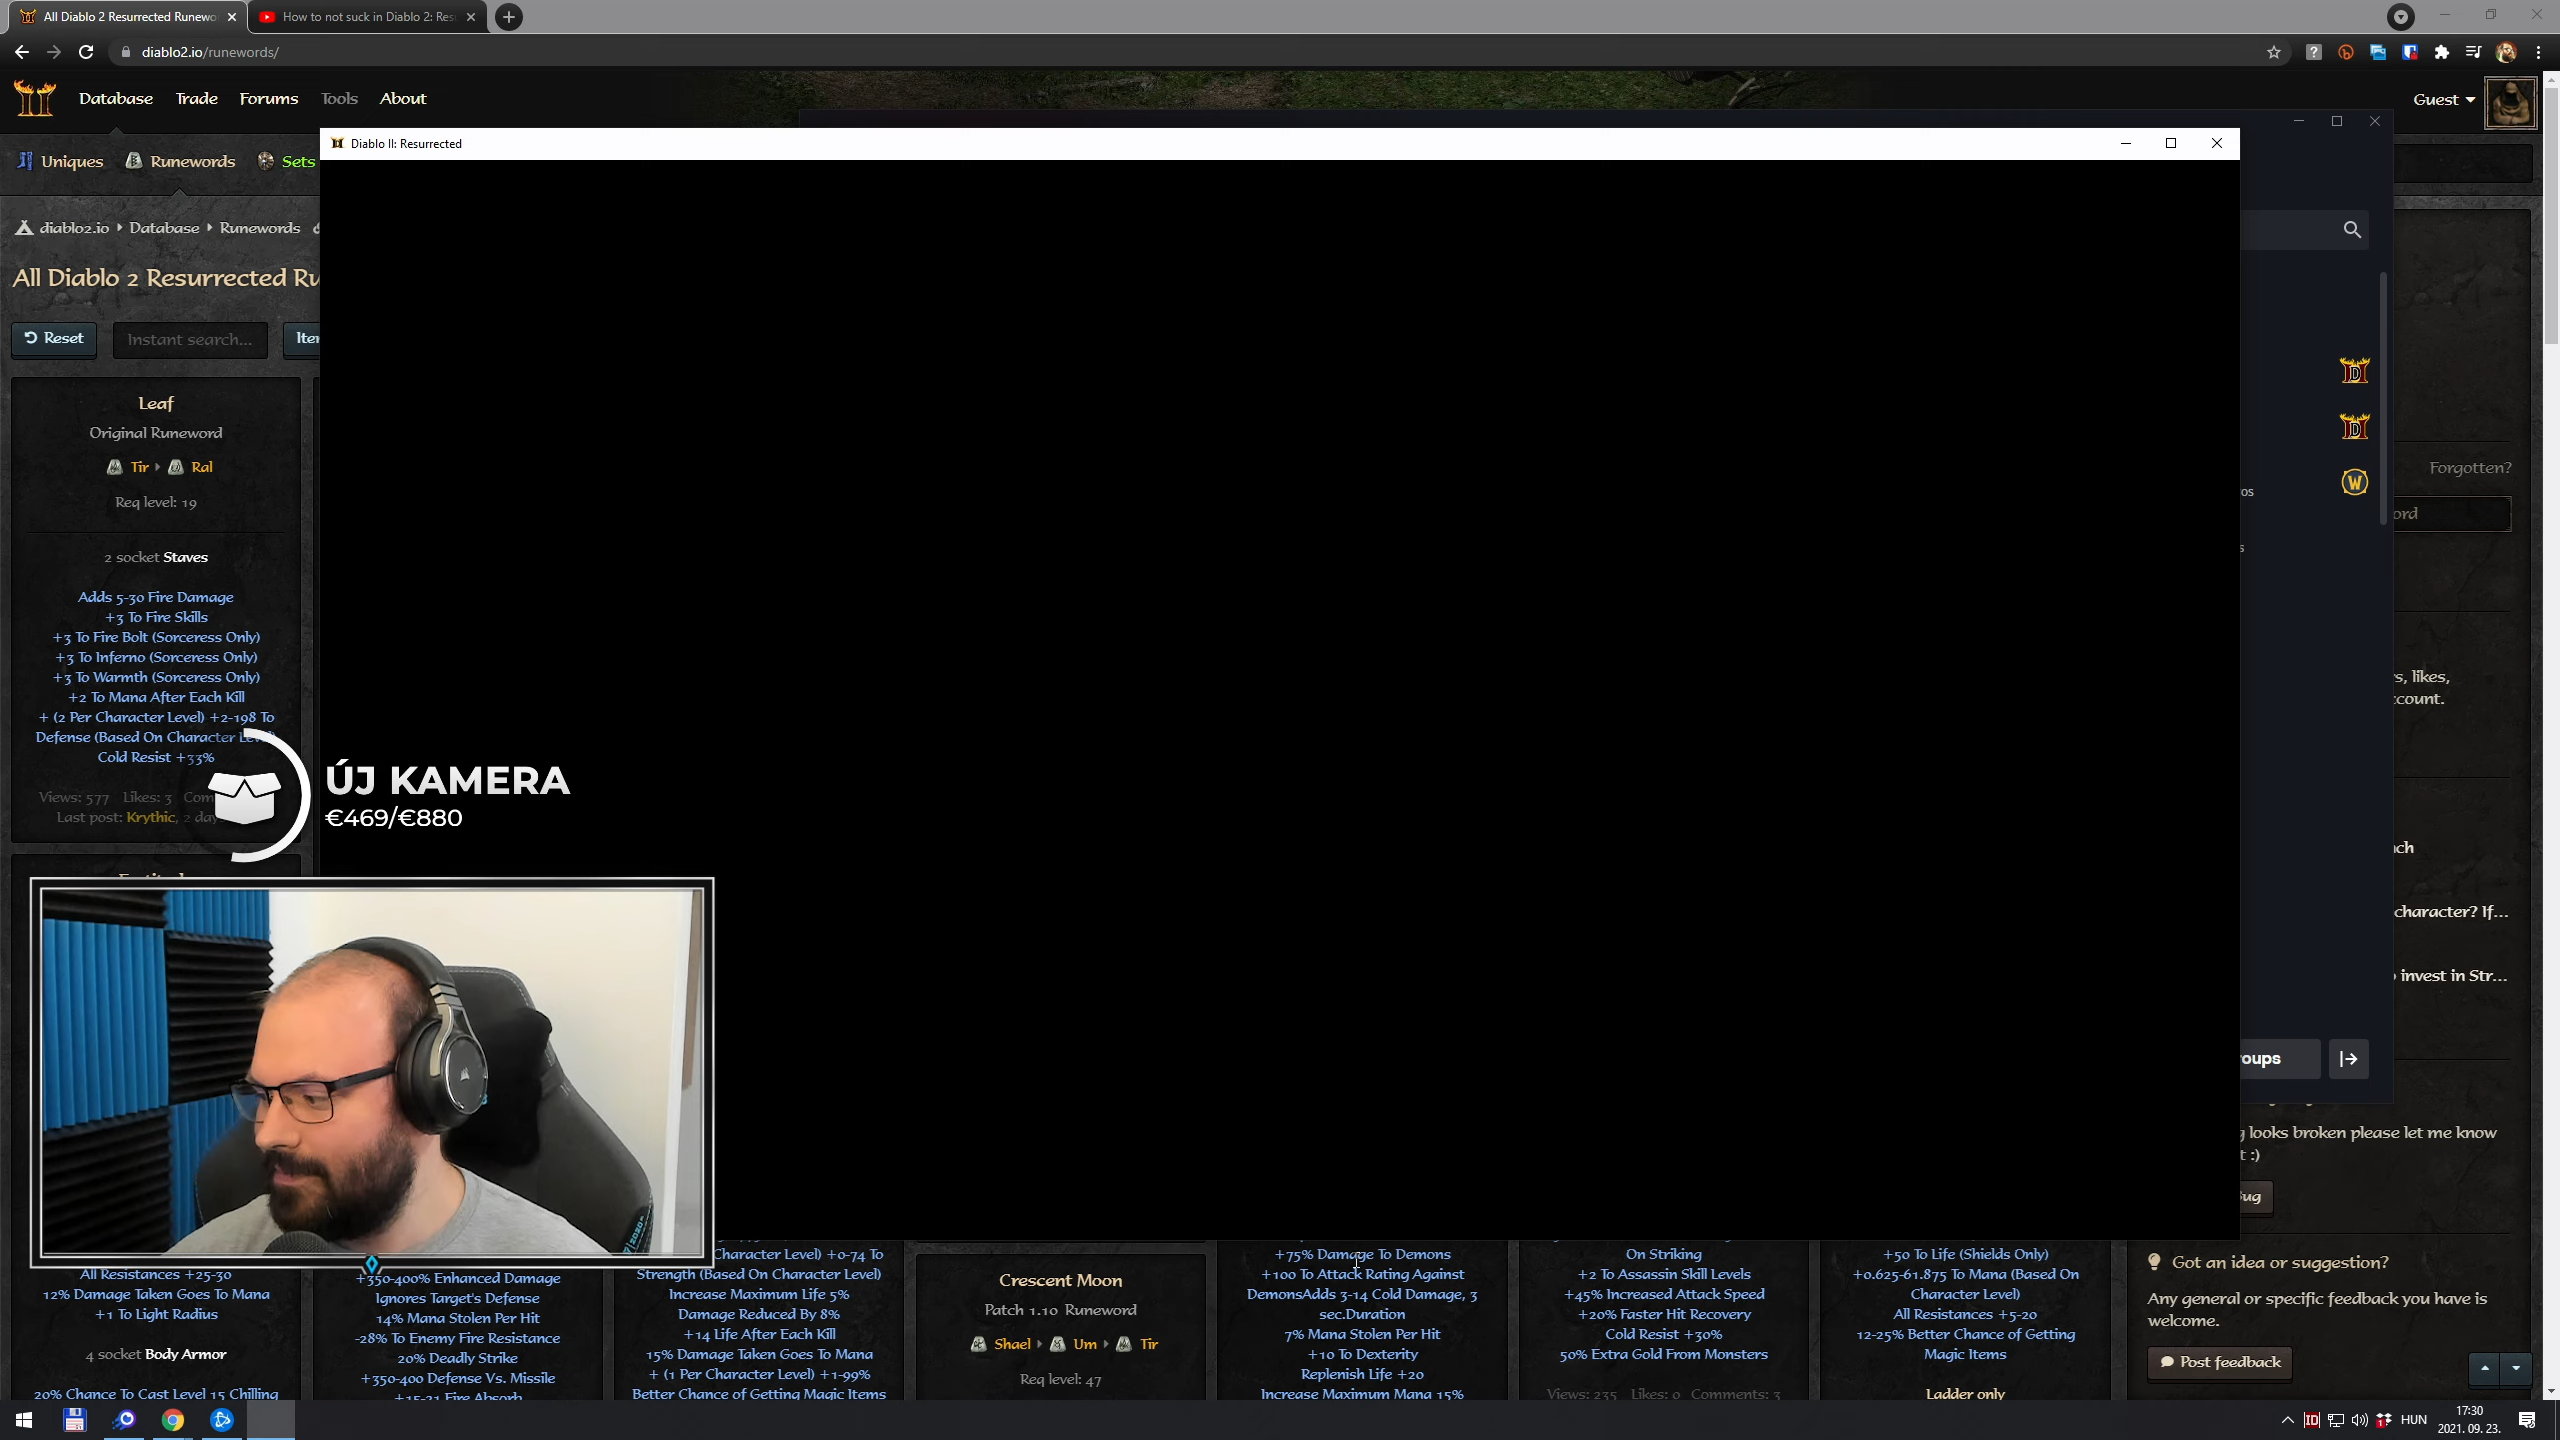 All Diablo 2 Resurrected Runewo
How to not suck in Diablo 2: Res
diablo2.io/runewords/
Database
Trade
Forums
Tools
About
Guest
Uniques
Runewords
Sets
Diablo II: Resurrected
diablo2.io
Database
Runewords
All Diablo 2 Resurrected Ru
Reset
Instant search...
Leaf
Original Runeword
Tir
Ral
Req level: 19
2 socket Staves
Adds 5-30 Fire Damage
+3 To Fire Skills
+3 To Fire Bolt (Sorceress Only)
+3 To Inferno (Sorceress Only)
+3 To Warmth (Sorceress Only)
+2 To Mana After Each Kill
+ (2 Per Character Level) +2-198 To
Defense (Based On Character Level)
Cold Resist +33%
Views: 577 Likes: 3 Com
Last post: Krythic, 2 days
ÚJ KAMERA
€469/€880
All Resistances +25-30
12% Damage Taken Goes To Mana
+1 To Light Radius
4 socket Body Armor
20% Chance To Cast Level 15 Chilling
+350-400% Enhanced Damage
Ignores Target's Defense
14% Mana Stolen Per Hit
-28% To Enemy Fire Resistance
20% Deadly Strike
+350-400 Defense Vs. Missile
+15-21 Fire Absorb
Character Level) +0-74 To
Strength (Based On Character Level)
Increase Maximum Life 5%
Damage Reduced By 8%
+14 Life After Each Kill
15% Damage Taken Goes To Mana
+ (1 Per Character Level) +1-99%
Better Chance of Getting Magic Items
Crescent Moon
Patch 1.10 Runeword
Shael
Um
Tir
Req level: 47
+75% Damage To Demons
+100 To Attack Rating Against
DemonsAdds 3-14 Cold Damage, 3
sec.Duration
7% Mana Stolen Per Hit
+10 To Dexterity
Replenish Life +20
Increase Maximum Mana 15%
On Striking
+2 To Assassin Skill Levels
+45% Increased Attack Speed
+20% Faster Hit Recovery
Cold Resist +30%
50% Extra Gold From Monsters
Views: 235 Likes: 0 Comments: 3
+50 To Life (Shields Only)
+0.625-61.875 To Mana (Based On
Character Level)
All Resistances +5-20
12-25% Better Chance of Getting
Magic Items
Ladder only
Forgotten?
ord
os
s
s, likes,
ccount.
ach
character? If...
o invest in Str...
oups
g looks broken please let me know
t :)
ug
Got an idea or suggestion?
Any general or specific feedback you have is
welcome.
Post feedback
HUN
17:30
2021. 09. 23.